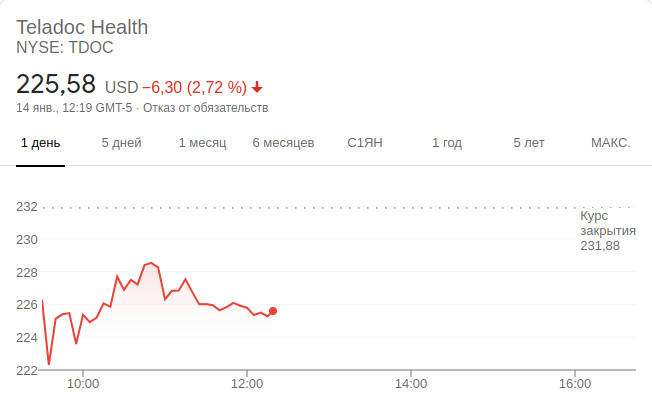 Teladoc Health
NYSE: TDOC
225,58 USD −6,30 (2,72 %)
14 янв., 12:19 GMT-5 · Отказ от обязательств
1 день 5 дней 1 месяц 6 месяцев С1ЯН 1 год 5 лет МАКС.
232
Курс
закрытия
231,88
230
228
226
224
222
10:00 12:00 14:00 16:00